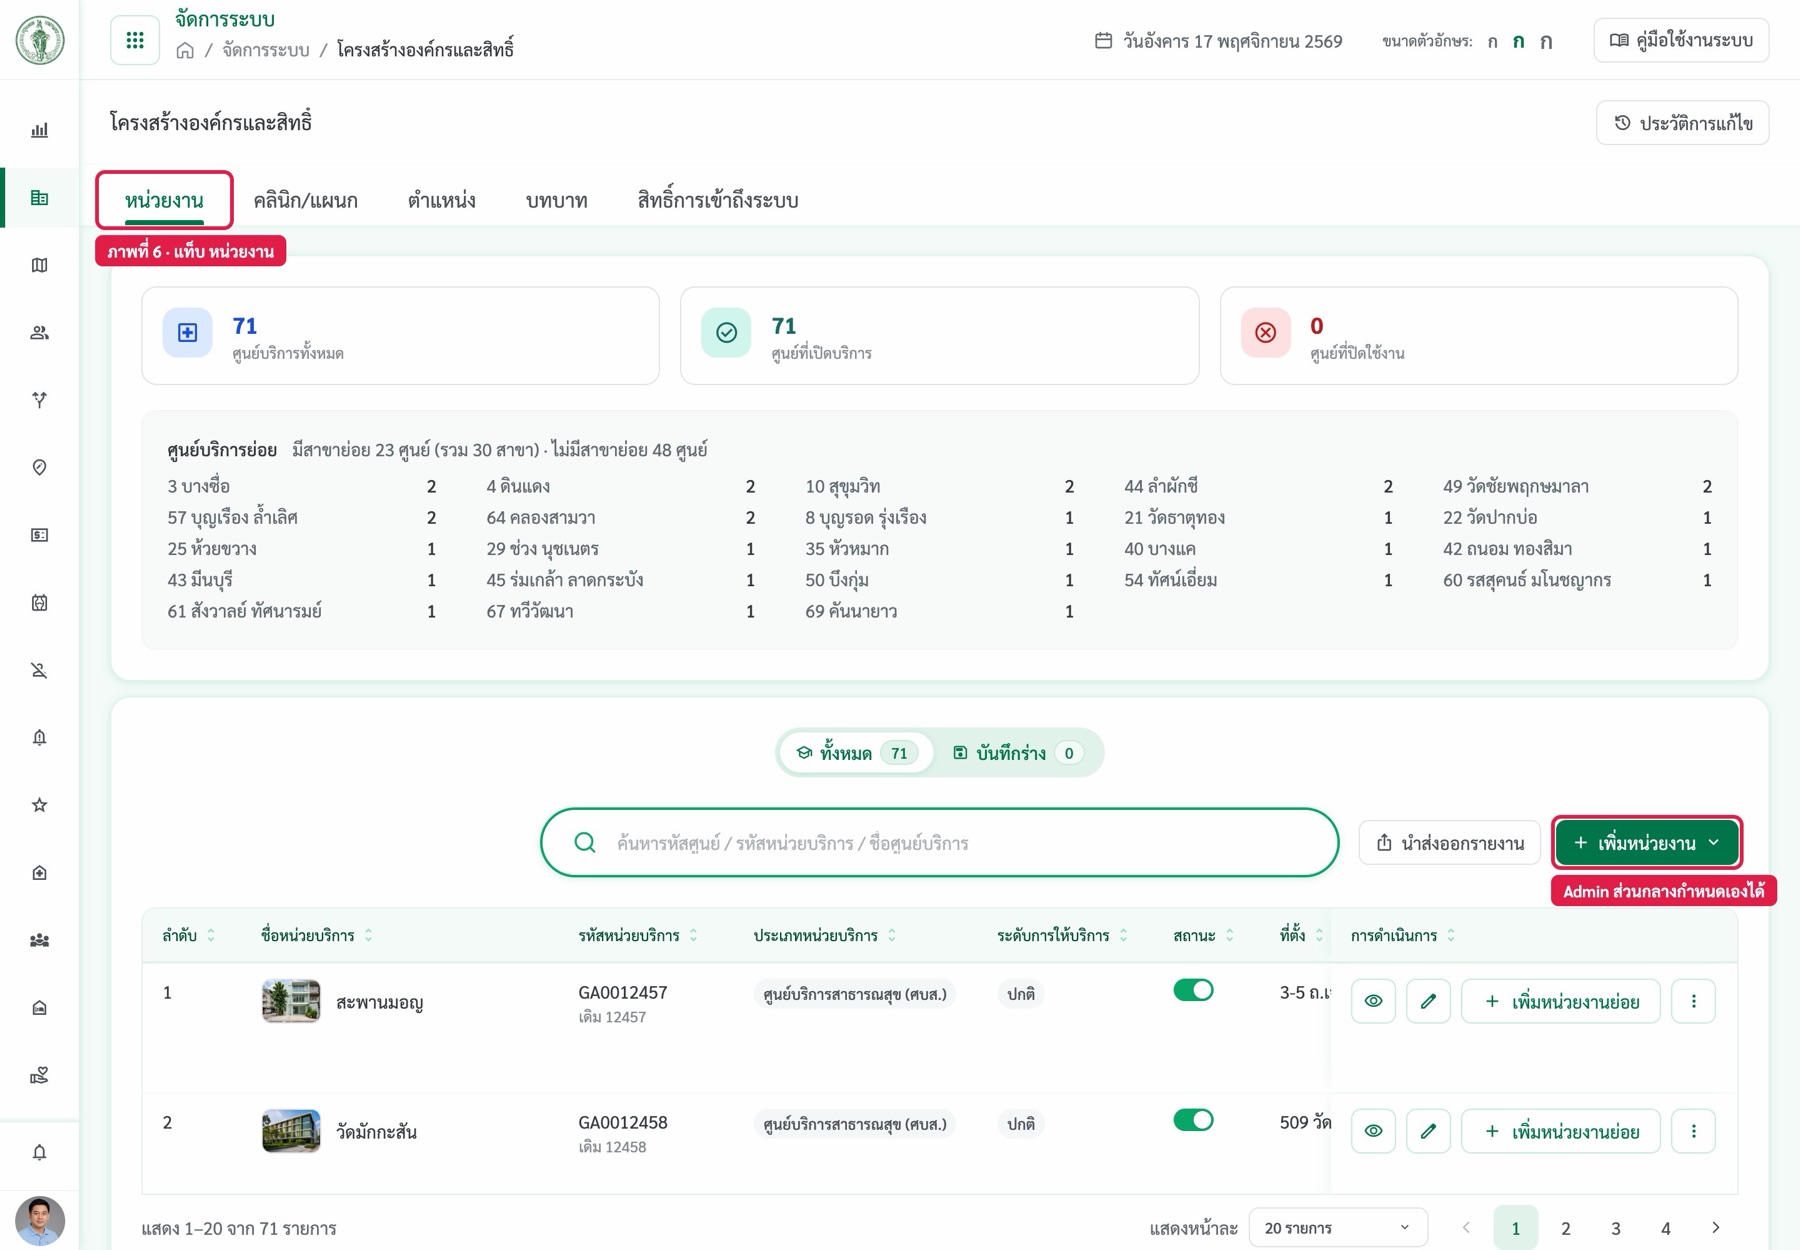 จัดการระบบ
/ จัดการระบบ / โครงสร้างองค์กรและสิทธิ์
วันอังคาร 17 พฤศจิกายน 2569
ขนาดตัวอักษร: ก ก ก
คู่มือใช้งานระบบ
โครงสร้างองค์กรและสิทธิ์
ประวัติการแก้ไข
หน่วยงาน คลินิก/แผนก ตำแหน่ง บทบาท สิทธิ์การเข้าถึงระบบ
ภาพที่ 6 · แท็บ หน่วยงาน
71
ศูนย์บริการทั้งหมด
71
ศูนย์ที่เปิดบริการ
0
ศูนย์ที่ปิดใช้งาน
ศูนย์บริการย่อย มีสาขาย่อย 23 ศูนย์ (รวม 30 สาขา) · ไม่มีสาขาย่อย 48 ศูนย์
3 บางซื่อ 2 4 ดินแดง 2 10 สุขุมวิท 2 44 ลำผักชี 2 49 วัดชัยพฤกษมาลา 2
57 บุญเรือง ล้ำเลิศ 2 64 คลองสามวา 2 8 บุญรอด รุ่งเรือง 1 21 วัดธาตุทอง 1 22 วัดปากบ่อ 1
25 ห้วยขวาง 1 29 ช่วง นุชเนตร 1 35 หัวหมาก 1 40 บางแค 1 42 ถนอม ทองสิมา 1
43 มีนบุรี 1 45 ร่มเกล้า ลาดกระบัง 1 50 บึงกุ่ม 1 54 ทัศน์เอี่ยม 1 60 รสสุคนธ์ มโนชญากร 1
61 สังวาลย์ ทัศนารมย์ 1 67 ทวีวัฒนา 1 69 คันนายาว 1
ทั้งหมด 71 บันทึกร่าง 0
ค้นหารหัสศูนย์ / รหัสหน่วยบริการ / ชื่อศูนย์บริการ
นำส่งออกรายงาน
+ เพิ่มหน่วยงาน
Admin ส่วนกลางกำหนดเองได้
ลำดับ ชื่อหน่วยบริการ รหัสหน่วยบริการ ประเภทหน่วยบริการ ระดับการให้บริการ สถานะ ที่ตั้ง การดำเนินการ
1 สะพานมอญ GA0012457 ศูนย์บริการสาธารณสุข (ศบส.) ปกติ 3-5 ถ. + เพิ่มหน่วยงานย่อย
เดิม 12457
2 วัดมักกะสัน GA0012458 ศูนย์บริการสาธารณสุข (ศบส.) ปกติ 509 วัด + เพิ่มหน่วยงานย่อย
เดิม 12458
แสดง 1–20 จาก 71 รายการ
แสดงหน้าละ 20 รายการ 1 2 3 4